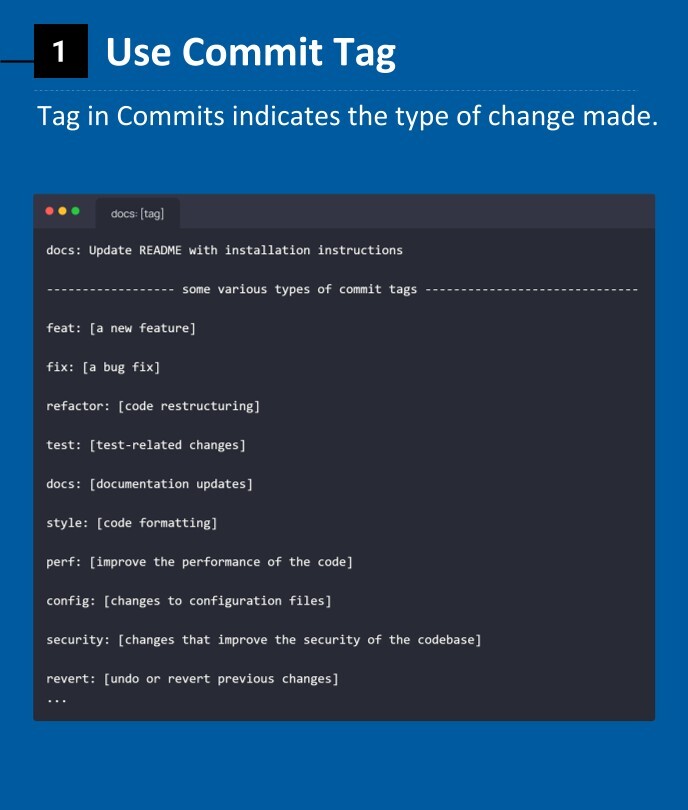 1 Use Commit Tag
Tag in Commits indicates the type of change made.
docs: [tag]
docs: Update README with installation instructions
------------------ some various types of commit tags ------------------------------
feat: [a new feature]
fix: [a bug fix]
refactor: [code restructuring]
test: [test-related changes]
docs: [documentation updates]
style: [code formatting]
perf: [improve the performance of the code]
config: [changes to configuration files]
security: [changes that improve the security of the codebase]
revert: [undo or revert previous changes]
...